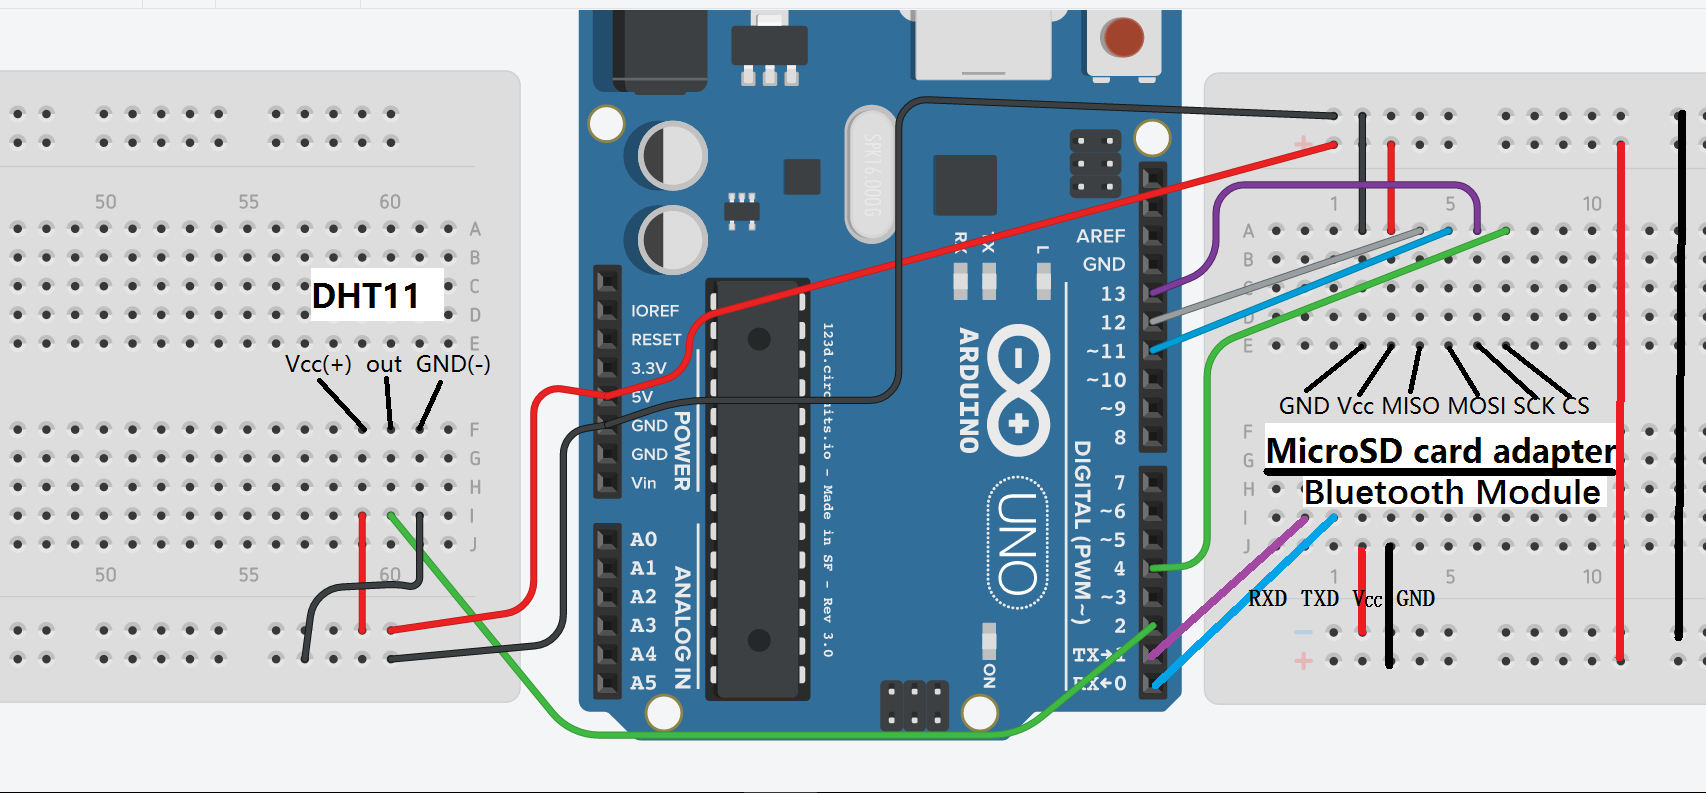 50 55 60
A
B
C
D
E
DHT11
Vcc(+) out GND(-)
F
G
H
I
J
50 55 60
SPK16.000G
RX TX L
IOREF
RESET
3.3V
5V
GND
GND
Vin
POWER
A0
A1
A2
A3
A4
A5
ANALOG IN
123d.circuits.io - Made in SF - Rev 3.0
ARDUINO
UNO
ON
AREF
GND
13
12
~11
~10
~9
8
7
~6
~5
4
~3
2
TX→1
RX←0
DIGITAL (PWM ~)
+
1 5 10
A
B
C
D
E
GND Vcc MISO MOSI SCK CS
MicroSD card adapter
Bluetooth Module
F
G
H
I
J
1 5 10
RXD TXD Vcc GND
−
+